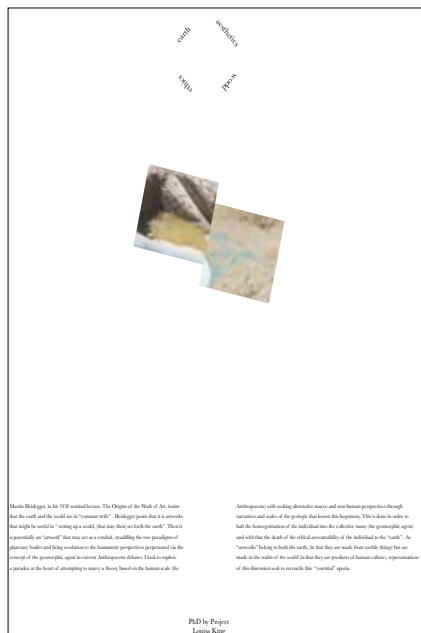 earth
aesthetics
ethics
world
Martin Heidegger, in his 1938 seminal lecture, The Origins of the Work of Art, insists
that the earth and the world are in "constant strife" . Heidegger posits that it is artworks
that might be useful in " setting up a world, (that may then) set forth the earth". Then it
is potentially an "artwork" that may act as a conduit, straddling the two paradigms of
planetary bodies and bring resolution to the humanistic perspectives perpetuated via the
concept of the geomorphic agent in current Anthropocene debates. I seek to explore
a paradox at the heart of attempting to marry a theory based on the human scale (the
Anthropocene) with seeking alternative macro and non-human perspectives through
narratives and scales of the geologic that loosen this hegemony. This is done in order to
halt the homogenisation of the individual into the collective many (the geomorphic agent)
and with that the death of the ethical accountability of the individual to the "earth". As
"artworks" belong to both the earth, (in that they are made from earthly things) but are
made in the realm of the world (in that they are products of human culture), representations
of this dimension seek to reconcile this "essential" aporia.
PhD by Project
Louisa King